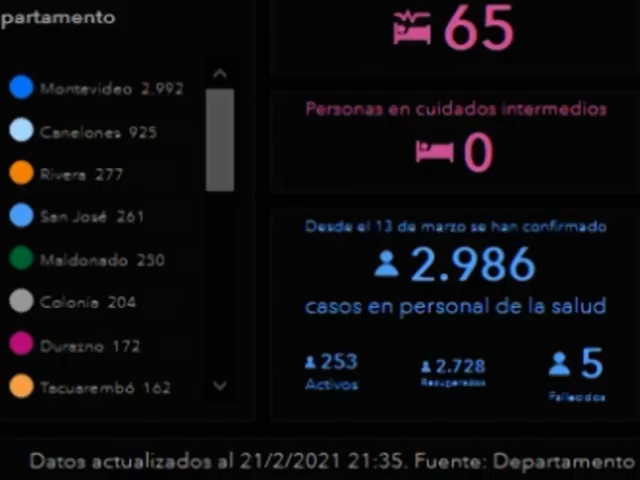 partamento
Montevideo 2.992
Canelones 925
Rivera 277
San José 261
Maldonado 230
Colonia 204
Durazno 172
Tacuarembó 162
65
Personas en cuidados intermedios
0
Desde el 13 de marzo se han confirmado
2.986
casos en personal de la salud
253
Activos
2.728
Recuperados
5
Fallecidos
Datos actualizados al 21/2/2021 21:35. Fuente: Departamento